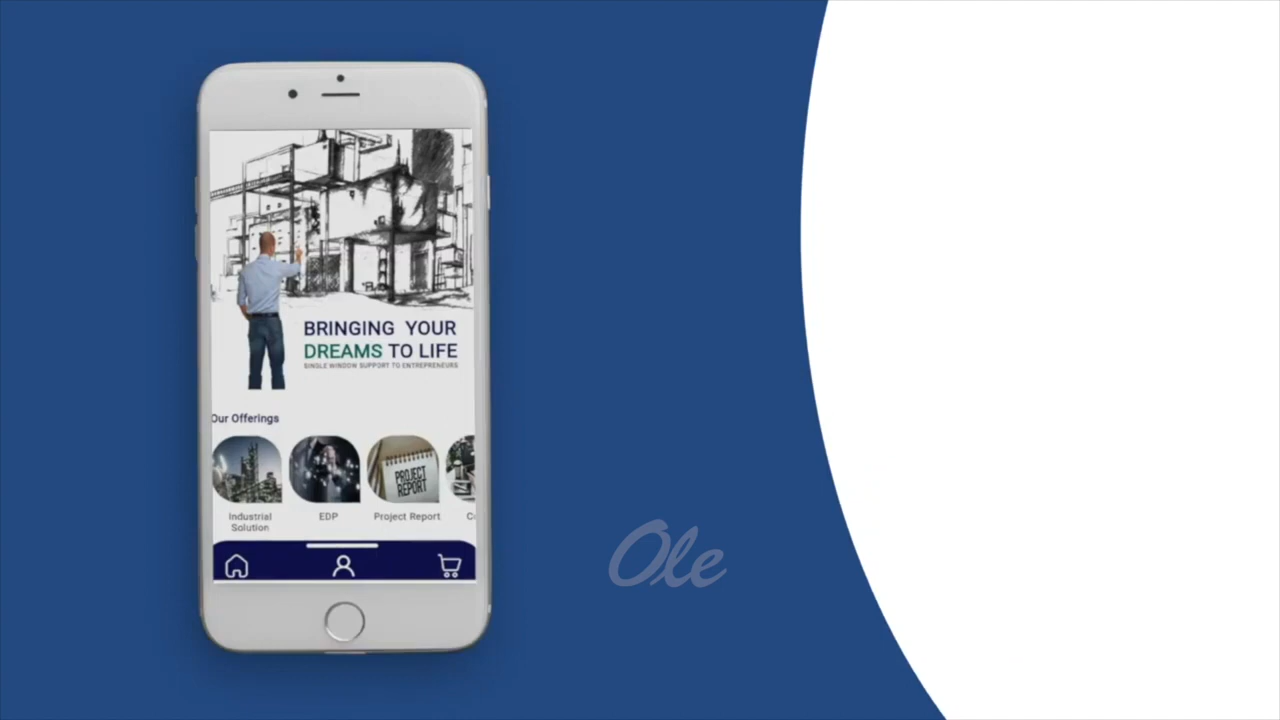 BRINGING YOUR
DREAMS TO LIFE
SINGLE WINDOW SUPPORT TO ENTREPRENEURS
Our Offerings
Industrial
Solution
EDP
Project Report
PROJECT
REPORT
Ole